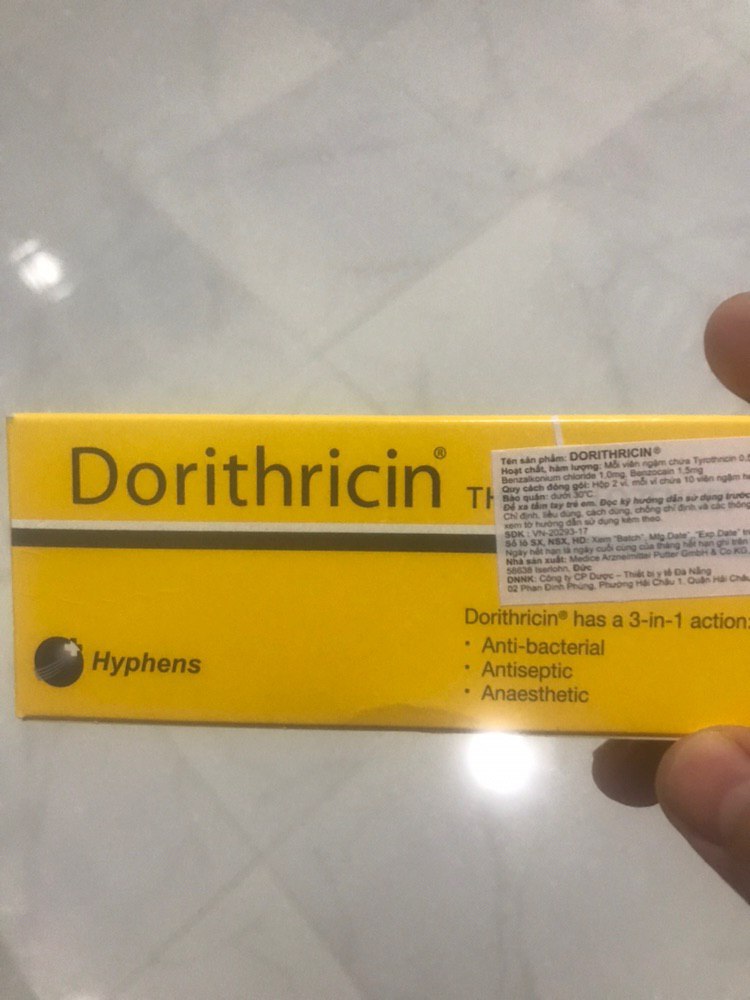 Dorithricin®
TH
Tên sản phẩm: DORITHRICIN®
Hoạt chất, hàm lượng: Mỗi viên ngậm chứa Tyrothricin 0,5
Benzalkonium chloride 1,0mg, Benzocain 1,5mg
Quy cách đóng gói: Hộp 2 vỉ, mỗi vỉ chứa 10 viên ngậm
Bảo quản: dưới 30°C
Để xa tầm tay trẻ em. Đọc kỹ hướng dẫn sử dụng trước
Chỉ định, liều dùng, cách dùng, chống chỉ định và các thông
xem tờ hướng dẫn sử dụng kèm theo.
SDK : VN-20293-17
Số lô SX, NSX, HD: Xem "Batch", Mfg Date", "Exp.Date"
Ngày hết hạn là ngày cuối cùng của tháng hết hạn ghi trên
Nhà sản xuất: Medice Arzneimittel Putter GmbH & Co.KG
58638 Iserlohn, Đức
DNNK: Công ty CP Dược – Thiết bị y tế Đà Nẵng
02 Phan Đình Phùng, Phường Hải Châu 1, Quận Hải Châu
Dorithricin® has a 3-in-1 action:
· Anti-bacterial
· Antiseptic
· Anaesthetic
Hyphens